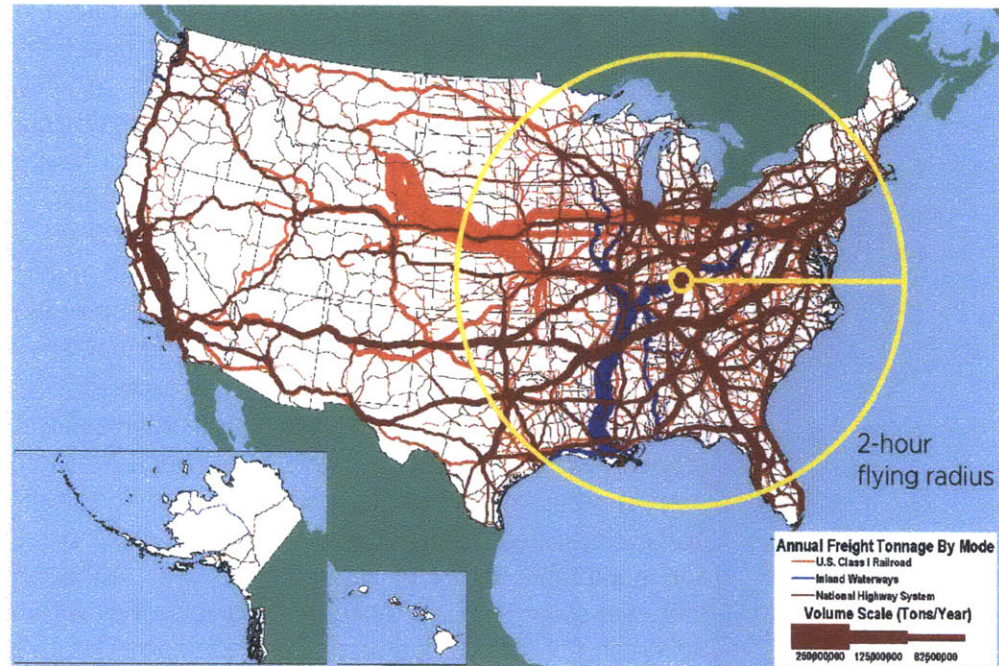 2-hour
flying radius
Annual Freight Tonnage By Mode
U.S. Class I Railroad
Inland Waterways
National Highway System
Volume Scale (Tons/Year)
250000000 125000000 62500000